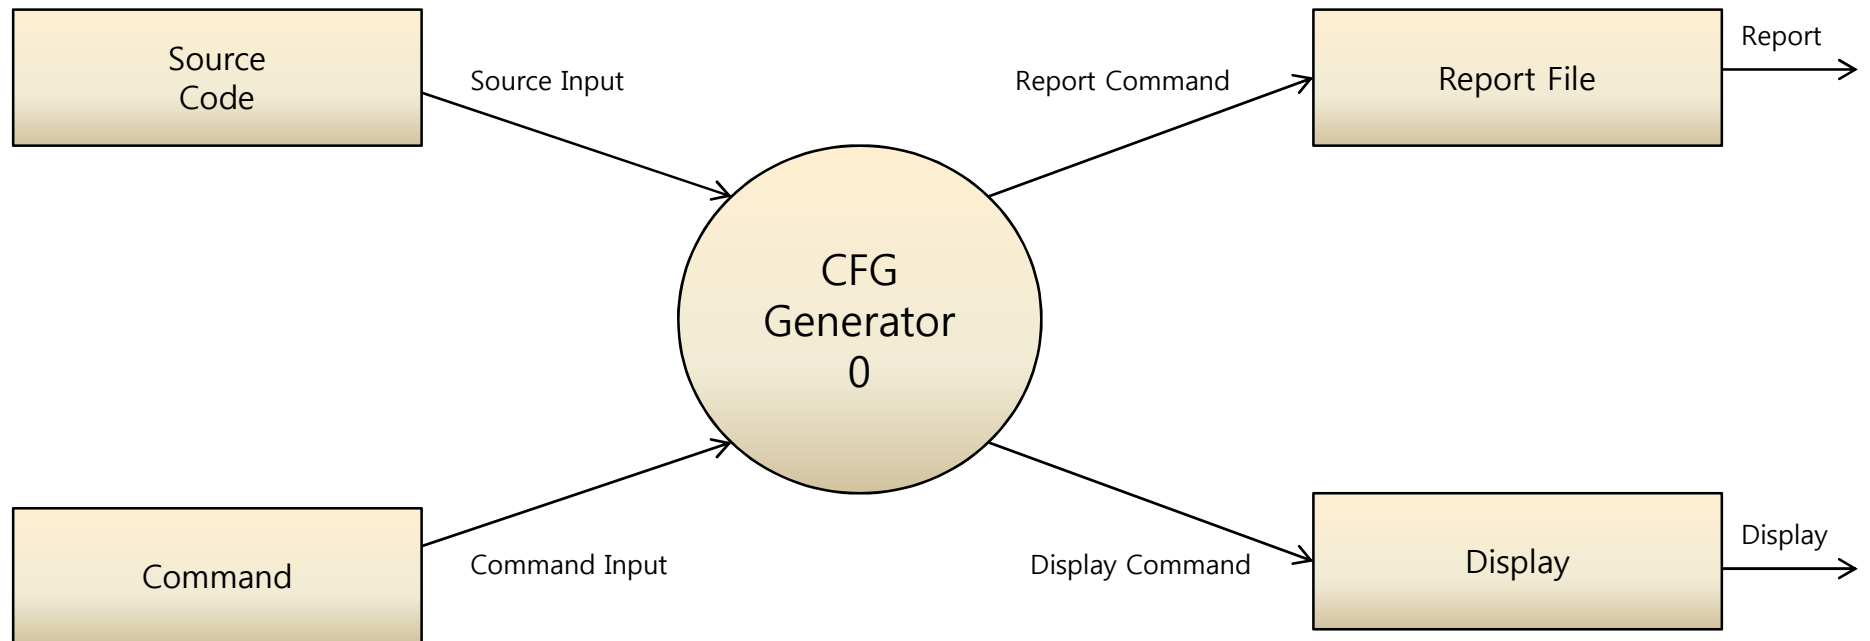 Source
Code
Source Input
Report Command
Report File
Report
CFG
Generator
0
Command
Command Input
Display Command
Display
Display